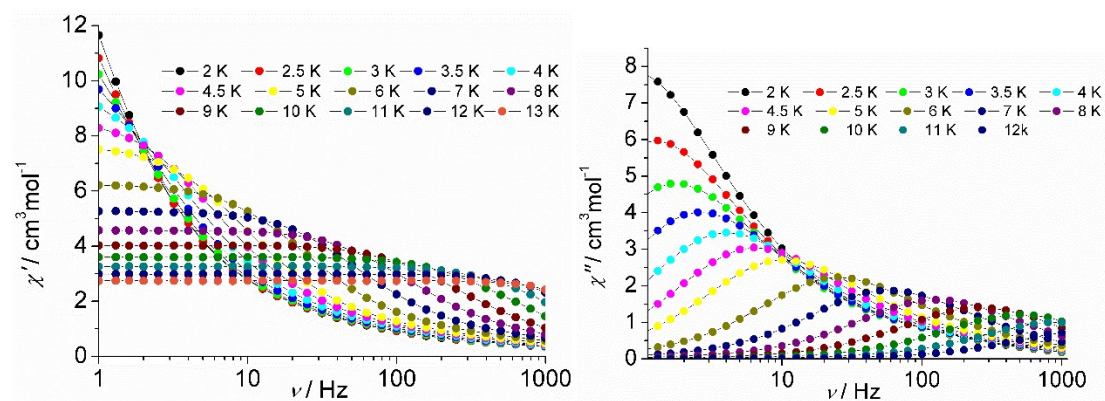 12
10
8
6
4
2
0
χ' / cm³mol⁻¹
2 K 2.5 K 3 K 3.5 K 4 K
4.5 K 5 K 6 K 7 K 8 K
9 K 10 K 11 K 12 K 13 K
1 10 100 1000
ν / Hz
8
7
6
5
4
3
2
1
0
χ'' / cm³mol⁻¹
2 K 2.5 K 3 K 3.5 K 4 K
4.5 K 5 K 6 K 7 K 8 K
9 K 10 K 11 K 12k
10 100 1000
ν / Hz